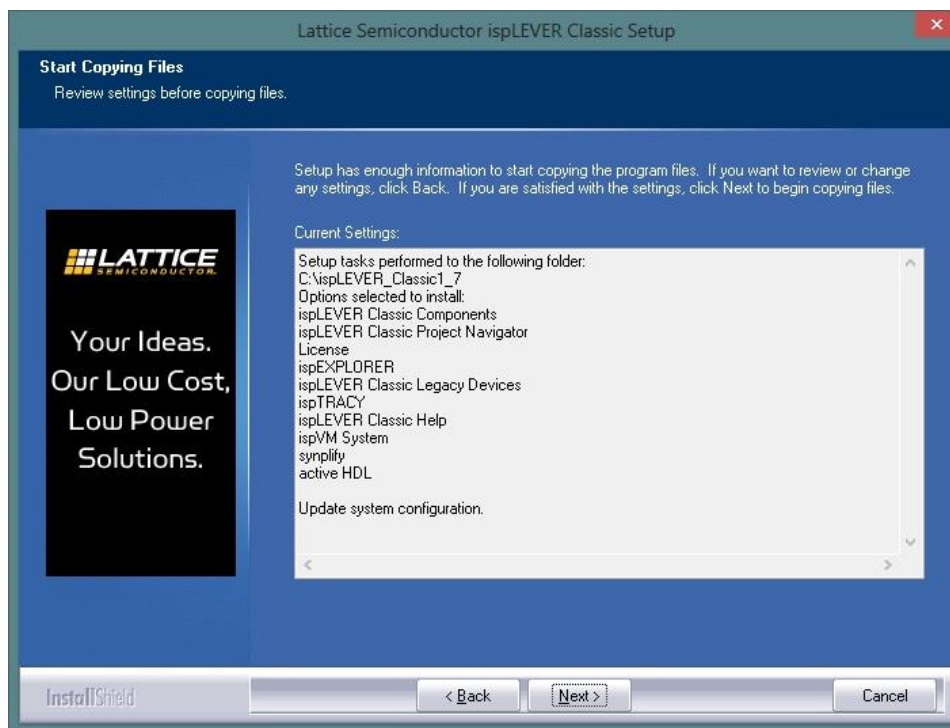 Lattice Semiconductor ispLEVER Classic Setup
Start Copying Files
Review settings before copying files.
Setup has enough information to start copying the program files. If you want to review or change
any settings, click Back. If you are satisfied with the settings, click Next to begin copying files.
Current Settings:
Setup tasks performed to the following folder:
C:\ispLEVER_Classic1_7
Options selected to install:
ispLEVER Classic Components
ispLEVER Classic Project Navigator
License
ispEXPLORER
ispLEVER Classic Legacy Devices
ispTRACY
ispLEVER Classic Help
ispVM System
synplify
active HDL
Update system configuration.
LATTICE
SEMICONDUCTOR.
Your Ideas.
Our Low Cost,
Low Power
Solutions.
InstallShield
< Back
Next >
Cancel